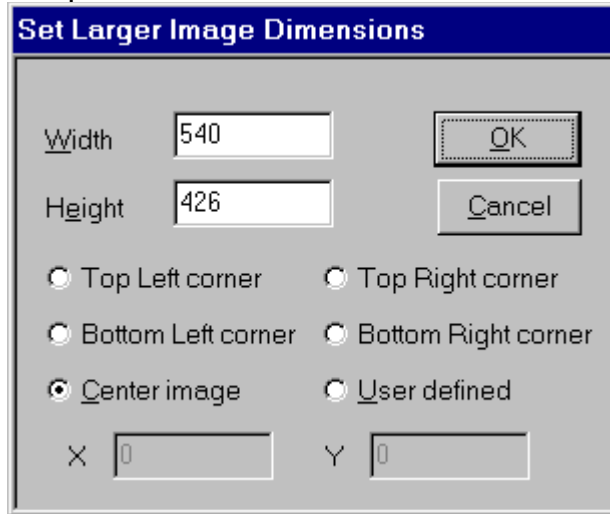 Set Larger Image Dimensions
Width 540 OK
Height 426 Cancel
Top Left corner Top Right corner
Bottom Left corner Bottom Right corner
Center image User defined
X 0 Y 0